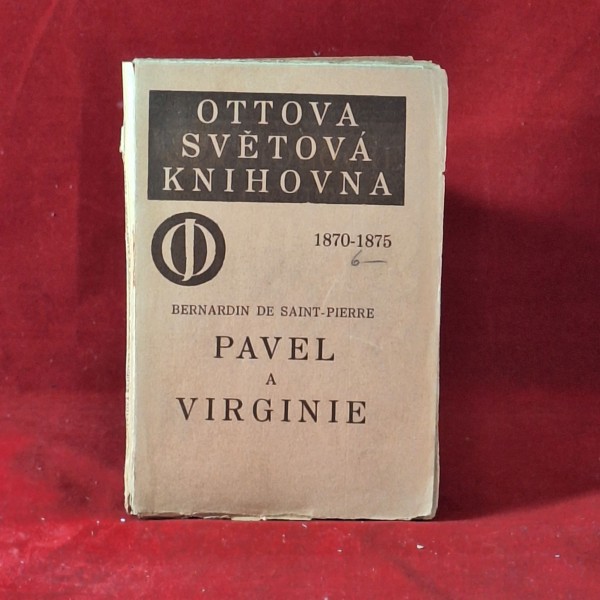 OTTOVA
SVĚTOVÁ
KNIHOVNA
1870-1875
6—
BERNARDIN DE SAINT-PIERRE
PAVEL
A
VIRGINIE